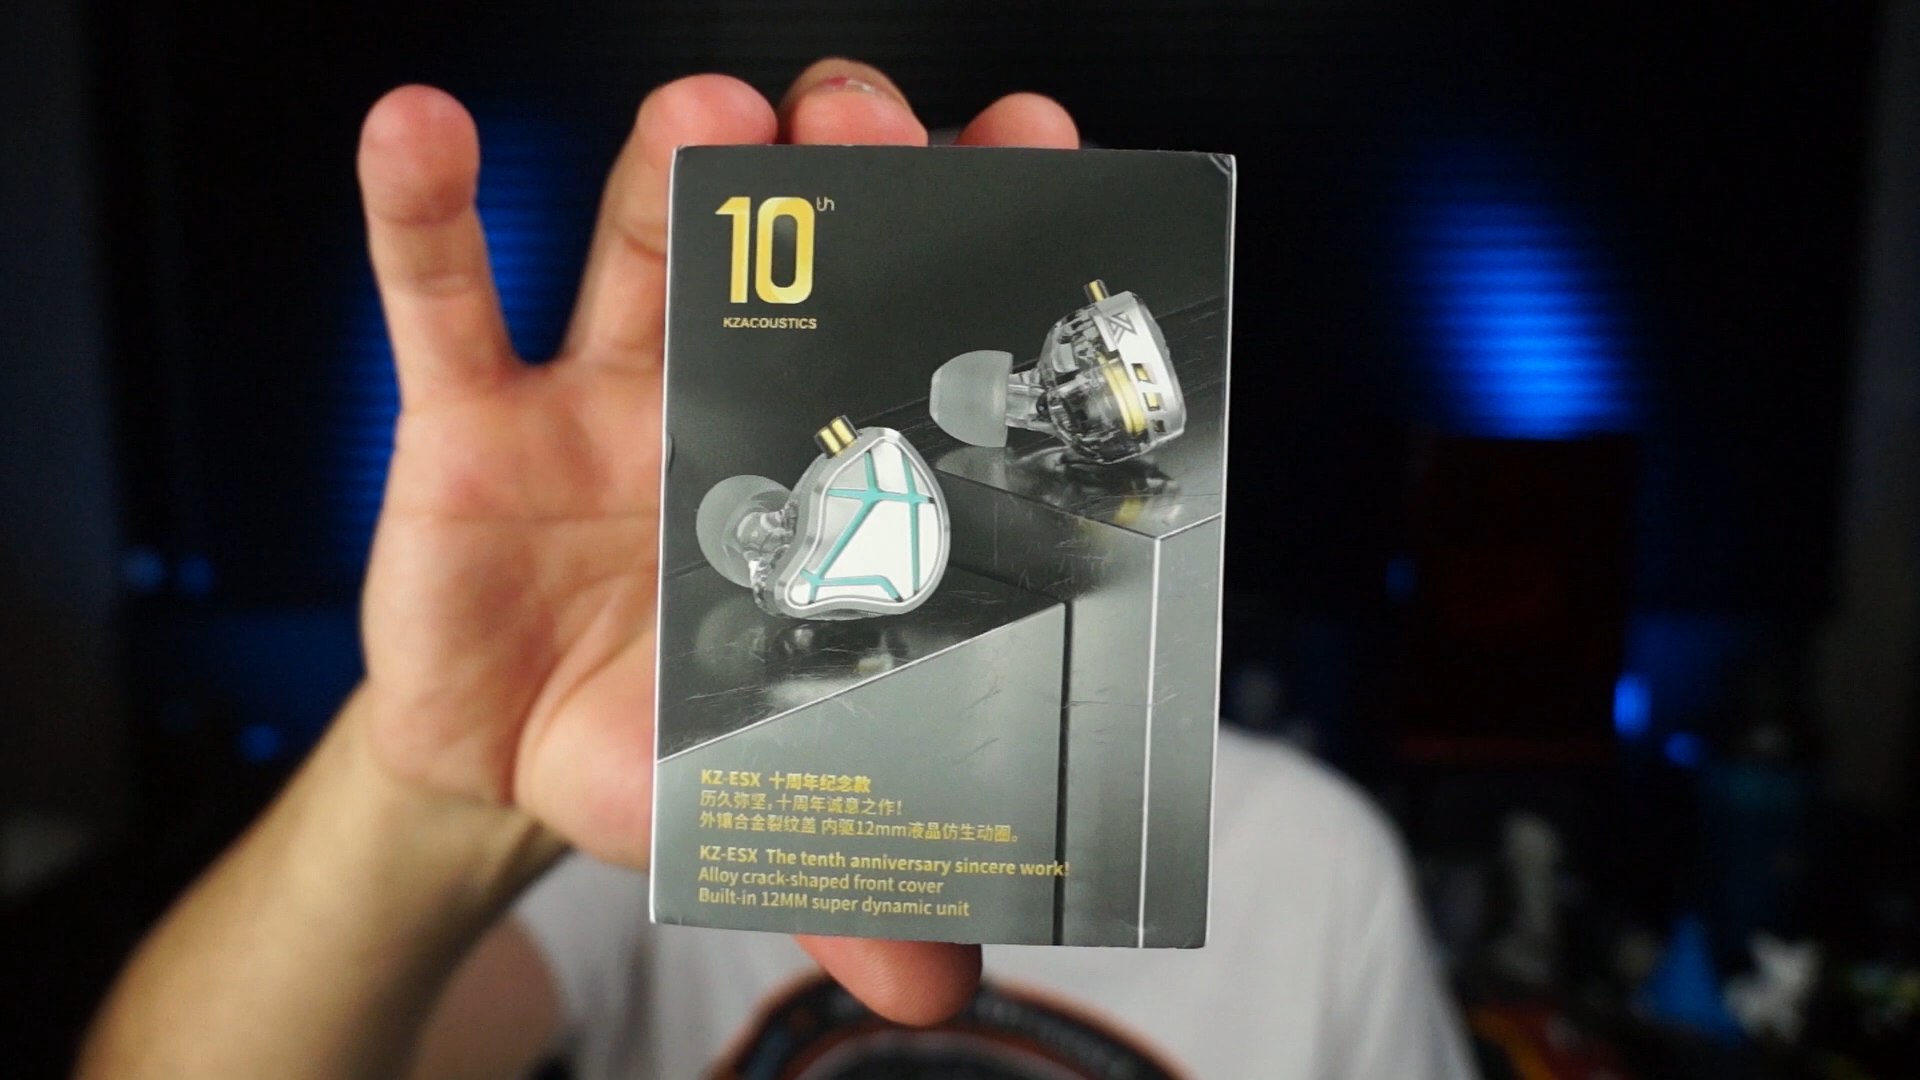 10th
KZACOUSTICS
KZ-ESX 十周年纪念款
历久弥坚,十周年诚意之作!
外镶合金裂纹盖 内驱12mm液晶仿生动圈。
KZ-ESX The tenth anniversary sincere work!
Alloy crack-shaped front cover
Built-in 12MM super dynamic unit